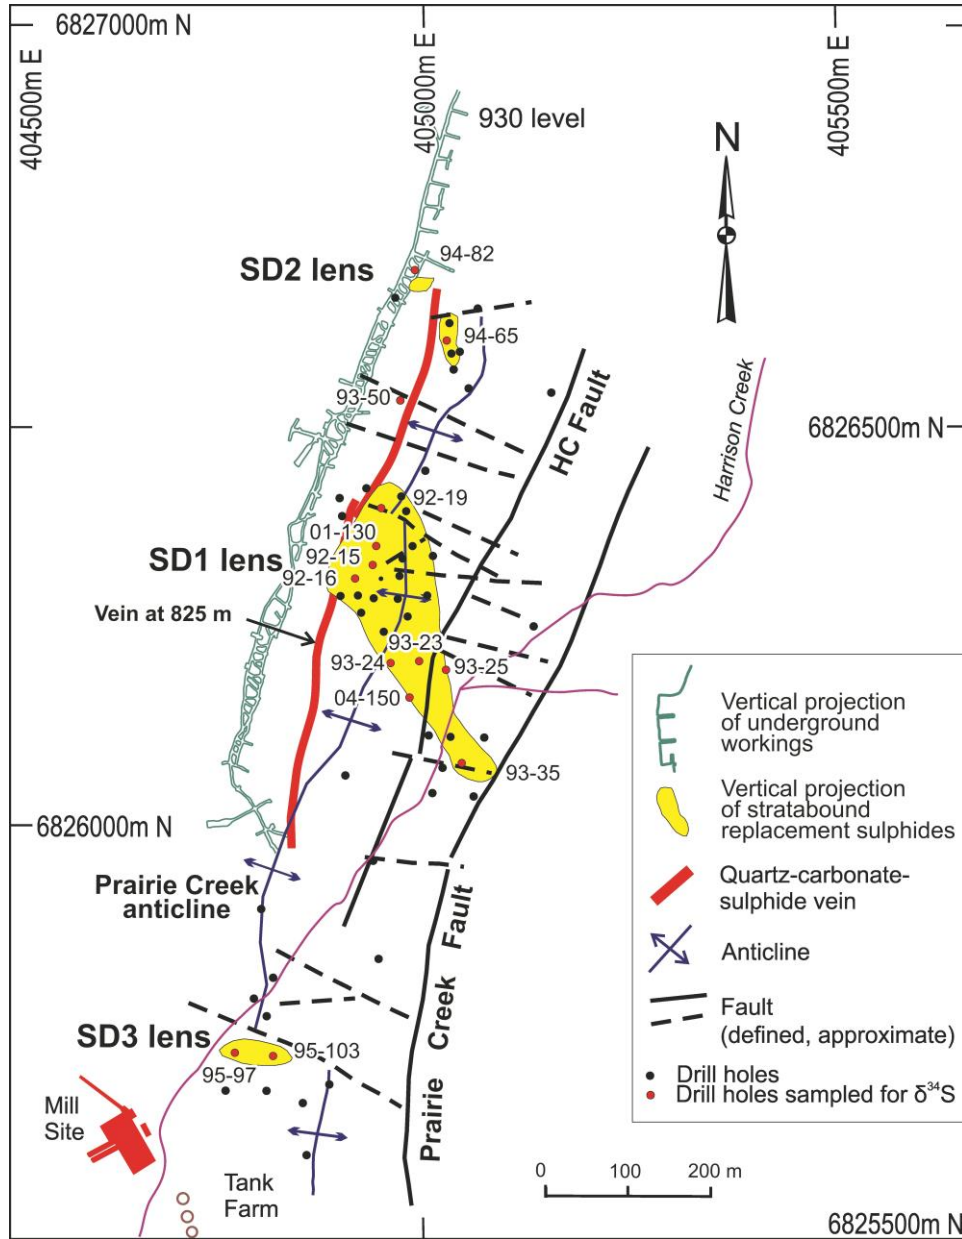 6827000m N
404500m E
405000m E
405500m E
930 level
N
94-82
SD2 lens
94-65
93-50
HC Fault
6826500m N
Harrison Creek
92-19
01-130
SD1 lens
92-15
92-16
Vein at 825 m
93-23
93-24
93-25
04-150
93-35
6826000m N
Prairie Creek
anticline
Prairie Creek Fault
SD3 lens
95-103
95-97
Mill
Site
Tank
Farm
Vertical projection
of underground
workings
Vertical projection
of stratabound
replacement sulphides
Quartz-carbonate-
sulphide vein
Anticline
Fault
(defined, approximate)
Drill holes
Drill holes sampled for δ³⁴S
0 100 200 m
6825500m N